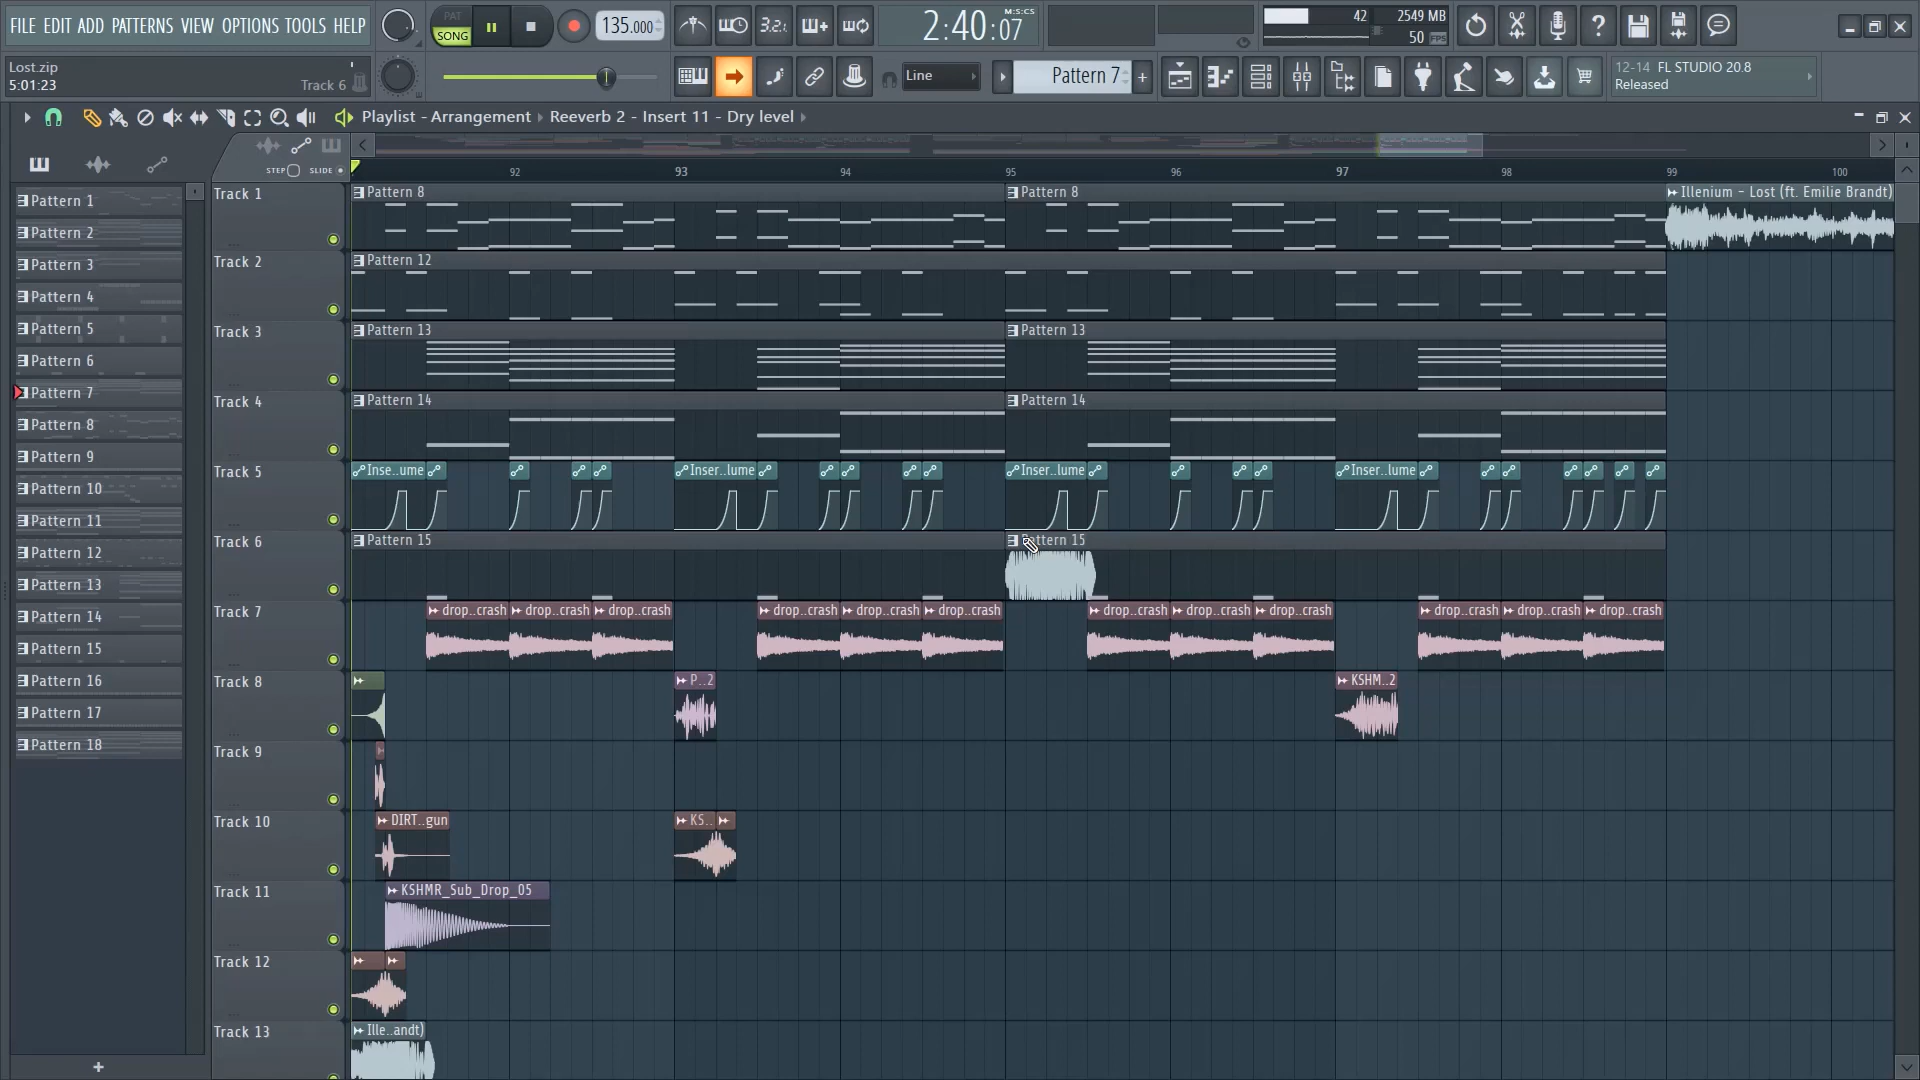 FILE EDIT ADD PATTERNS VIEW OPTIONS TOOLS HELP
PAT
SONG
135.000
3.2.
2:40:07
M:S:CS
42
2549 MB
50
FPS
Lost.zip
5:01:23
Track 6
Line
Pattern 7
12-14 FL STUDIO 20.8
Released
Playlist - Arrangement
Reeverb 2 - Insert 11 - Dry level
STEP
SLIDE
92 93 94 95 96 97 98 99 100
Pattern 1
Pattern 2
Pattern 3
Pattern 4
Pattern 5
Pattern 6
Pattern 7
Pattern 8
Pattern 9
Pattern 10
Pattern 11
Pattern 12
Pattern 13
Pattern 14
Pattern 15
Pattern 16
Pattern 17
Pattern 18
Track 1
Pattern 8
Pattern 8
Illenium - Lost (ft. Emilie Brandt)
Track 2
Pattern 12
Track 3
Pattern 13
Pattern 13
Track 4
Pattern 14
Pattern 14
Track 5
Inse..ume
Inser..lume
Inser..lume
Inser..lume
Track 6
Pattern 15
Pattern 15
Track 7
drop..crash drop..crash drop..crash
drop..crash drop..crash drop..crash
drop..crash drop..crash drop..crash
drop..crash drop..crash drop..crash
Track 8
P..2
KSHM..2
Track 9
Track 10
DIRT..gun
KS..
Track 11
KSHMR_Sub_Drop_05
Track 12
Track 13
Ille..andt)